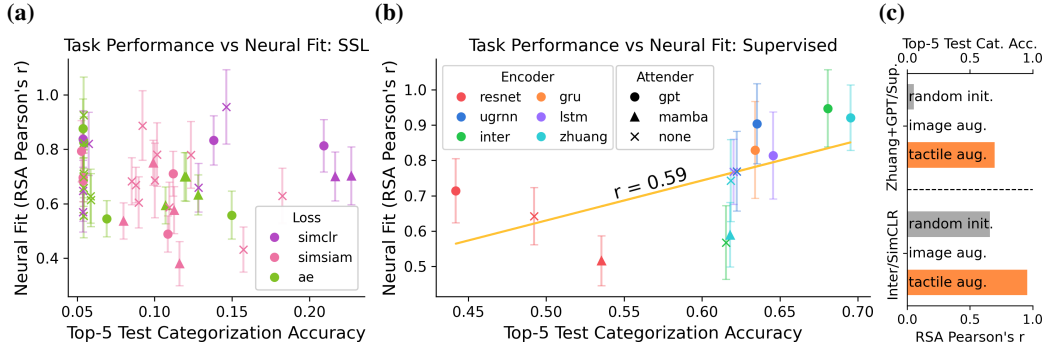 (a)
Task Performance vs Neural Fit: SSL
Neural Fit (RSA Pearson's r)
1.0
0.8
0.6
0.4
Loss
simclr
simsiam
ae
0.05
0.10
0.15
0.20
Top-5 Test Categorization Accuracy
(b)
Task Performance vs Neural Fit: Supervised
Neural Fit (RSA Pearson's r)
1.0
0.9
0.8
0.7
0.6
0.5
Encoder
resnet
gru
ugrnn
lstm
inter
zhuang
Attender
gpt
mamba
none
r = 0.59
0.45
0.50
0.55
0.60
0.65
0.70
Top-5 Test Categorization Accuracy
(c)
Top-5 Test Cat. Acc.
0.0
0.5
1.0
Zhuang+GPT/Sup.
random init.
image aug.
tactile aug.
Inter/SimCLR
random init.
image aug.
tactile aug.
0.0
0.5
1.0
RSA Pearson's r